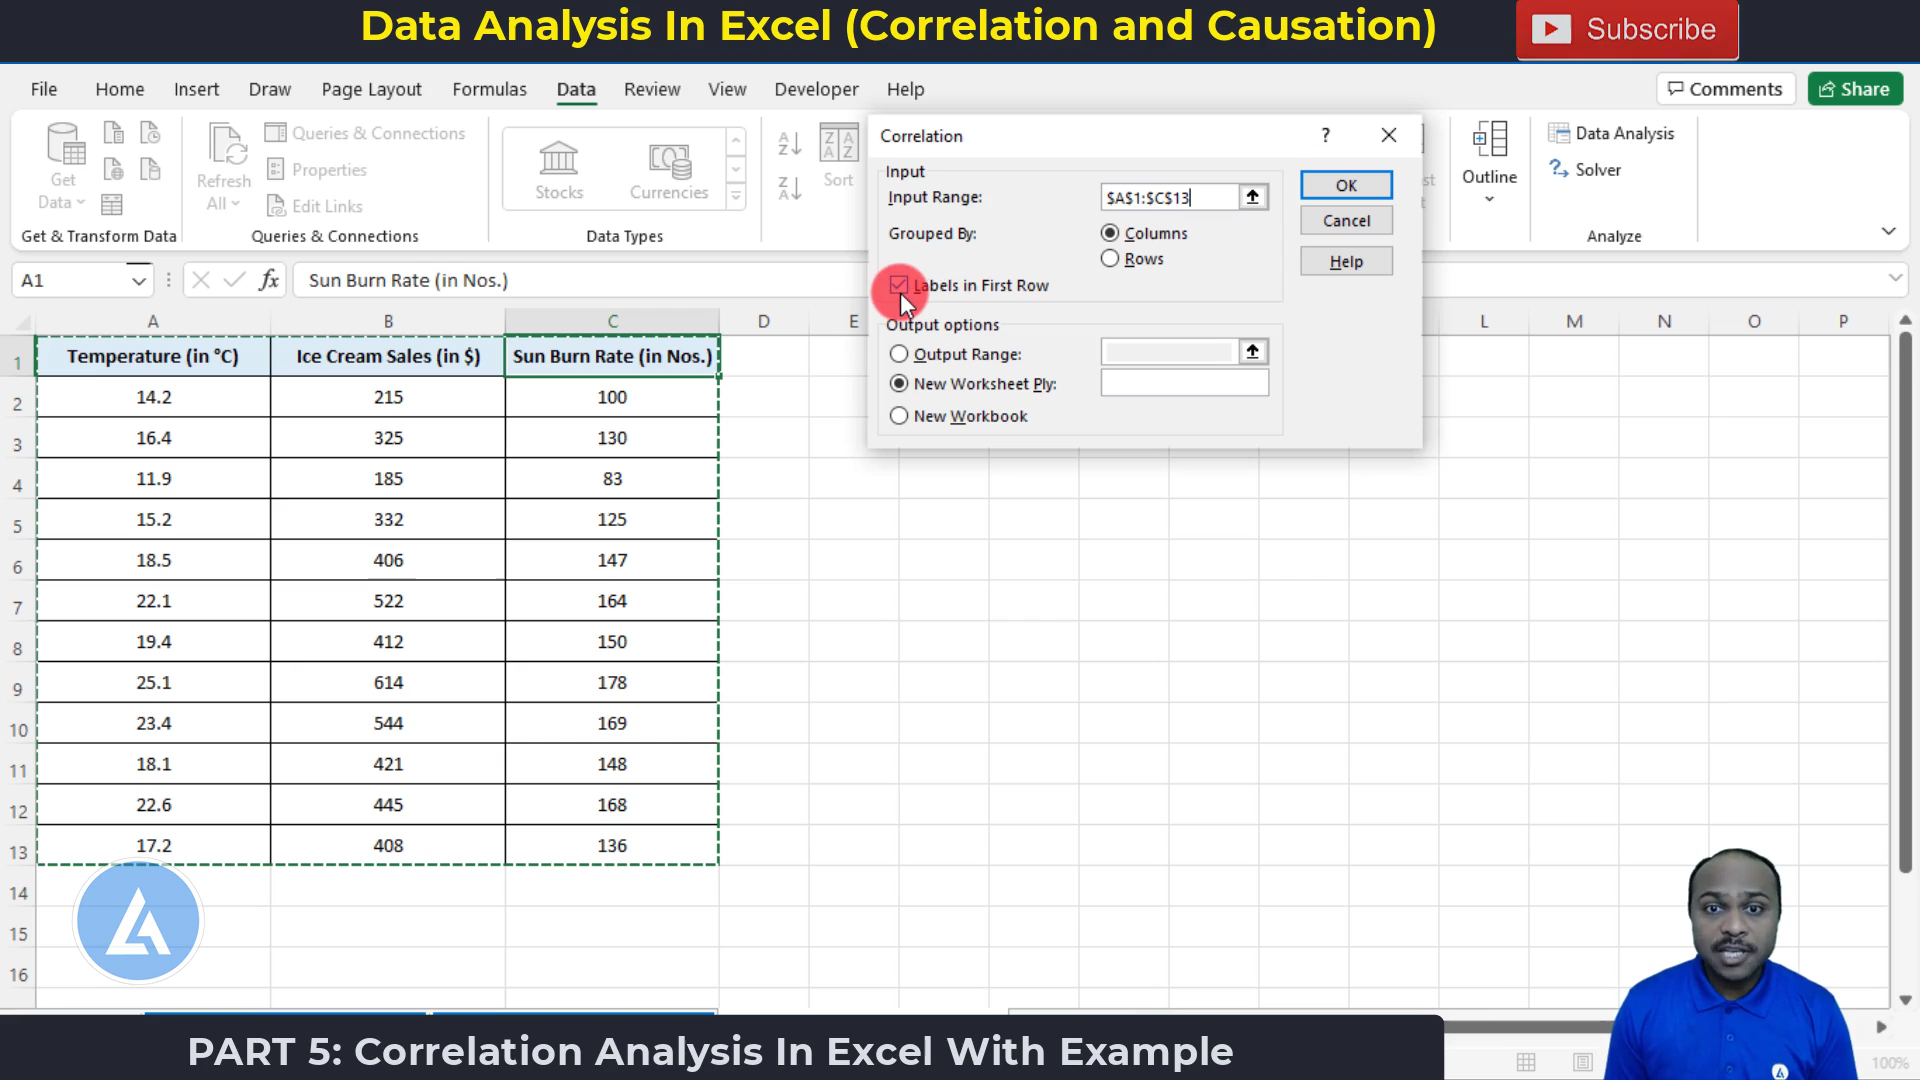 Data Analysis In Excel (Correlation and Causation)
Subscribe
File Home Insert Draw Page Layout Formulas Data Review View Developer Help
Comments
Share
Get Data
Get & Transform Data
Refresh All
Queries & Connections
Properties
Edit Links
Queries & Connections
Stocks
Currencies
Data Types
Sort
Outline
Data Analysis
Solver
Analyze
Correlation
?
Input
Input Range: $A$1:$C$13
Grouped By: Columns
Rows
Labels in First Row
Output options
Output Range:
New Worksheet Ply:
New Workbook
OK
Cancel
Help
A1 fx Sun Burn Rate (in Nos.)
A B C D E L M N O P
1 Temperature (in °C) Ice Cream Sales (in $) Sun Burn Rate (in Nos.)
2 14.2 215 100
3 16.4 325 130
4 11.9 185 83
5 15.2 332 125
6 18.5 406 147
7 22.1 522 164
8 19.4 412 150
9 25.1 614 178
10 23.4 544 169
11 18.1 421 148
12 22.6 445 168
13 17.2 408 136
14
15
16
PART 5: Correlation Analysis In Excel With Example
100%